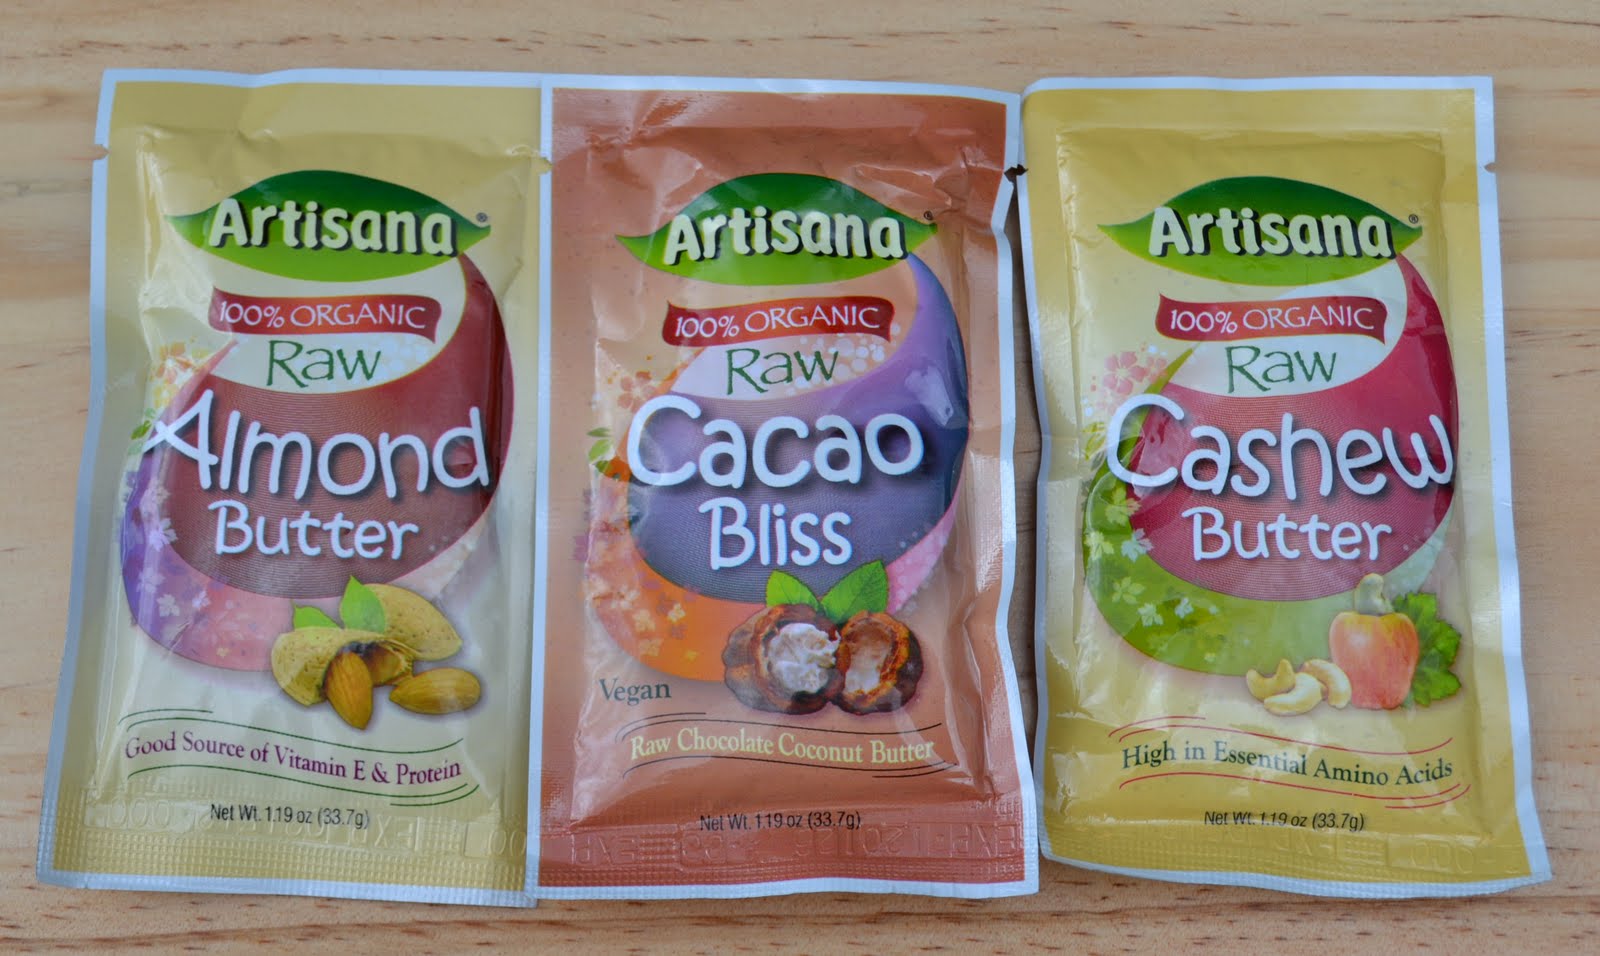 Artisana®
100% ORGANIC
Raw
Almond
Butter
Good Source of Vitamin E & Protein
Net Wt. 1.19 oz (33.7g)
Artisana®
100% ORGANIC
Raw
Cacao
Bliss
Vegan
Raw Chocolate Coconut Butter
Net Wt. 1.19 oz (33.7g)
Artisana®
100% ORGANIC
Raw
Cashew
Butter
High in Essential Amino Acids
Net Wt. 1.19 oz (33.7g)